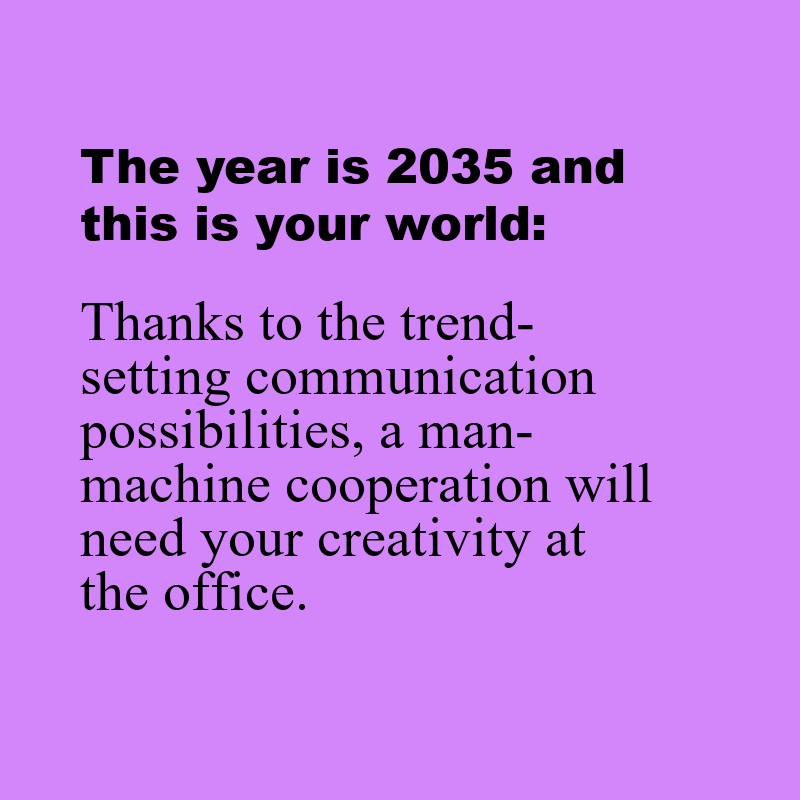 The year is 2035 and
this is your world:
Thanks to the trend-
setting communication
possibilities, a man-
machine cooperation will
need your creativity at
the office.